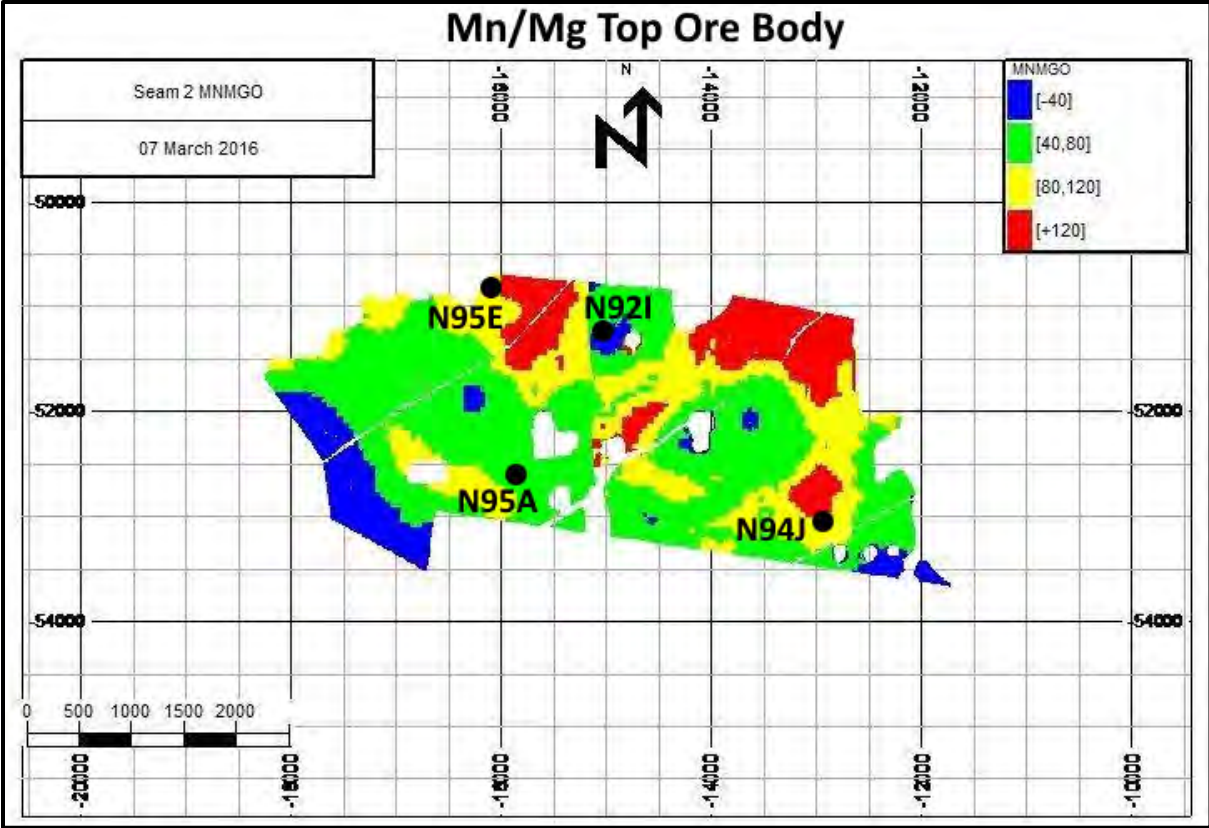 Mn/Mg Top Ore Body
Seam 2 MNMGO
07 March 2016
-16000
N
-14000
-12000
MNMGO
[-40]
[40,80]
[80,120]
[+120]
-50000
N95E
N92I
-52000
-52000
N95A
N94J
-54000
-54000
0 500 1000 1500 2000
-20000
-18000
-16000
-14000
-12000
-10000